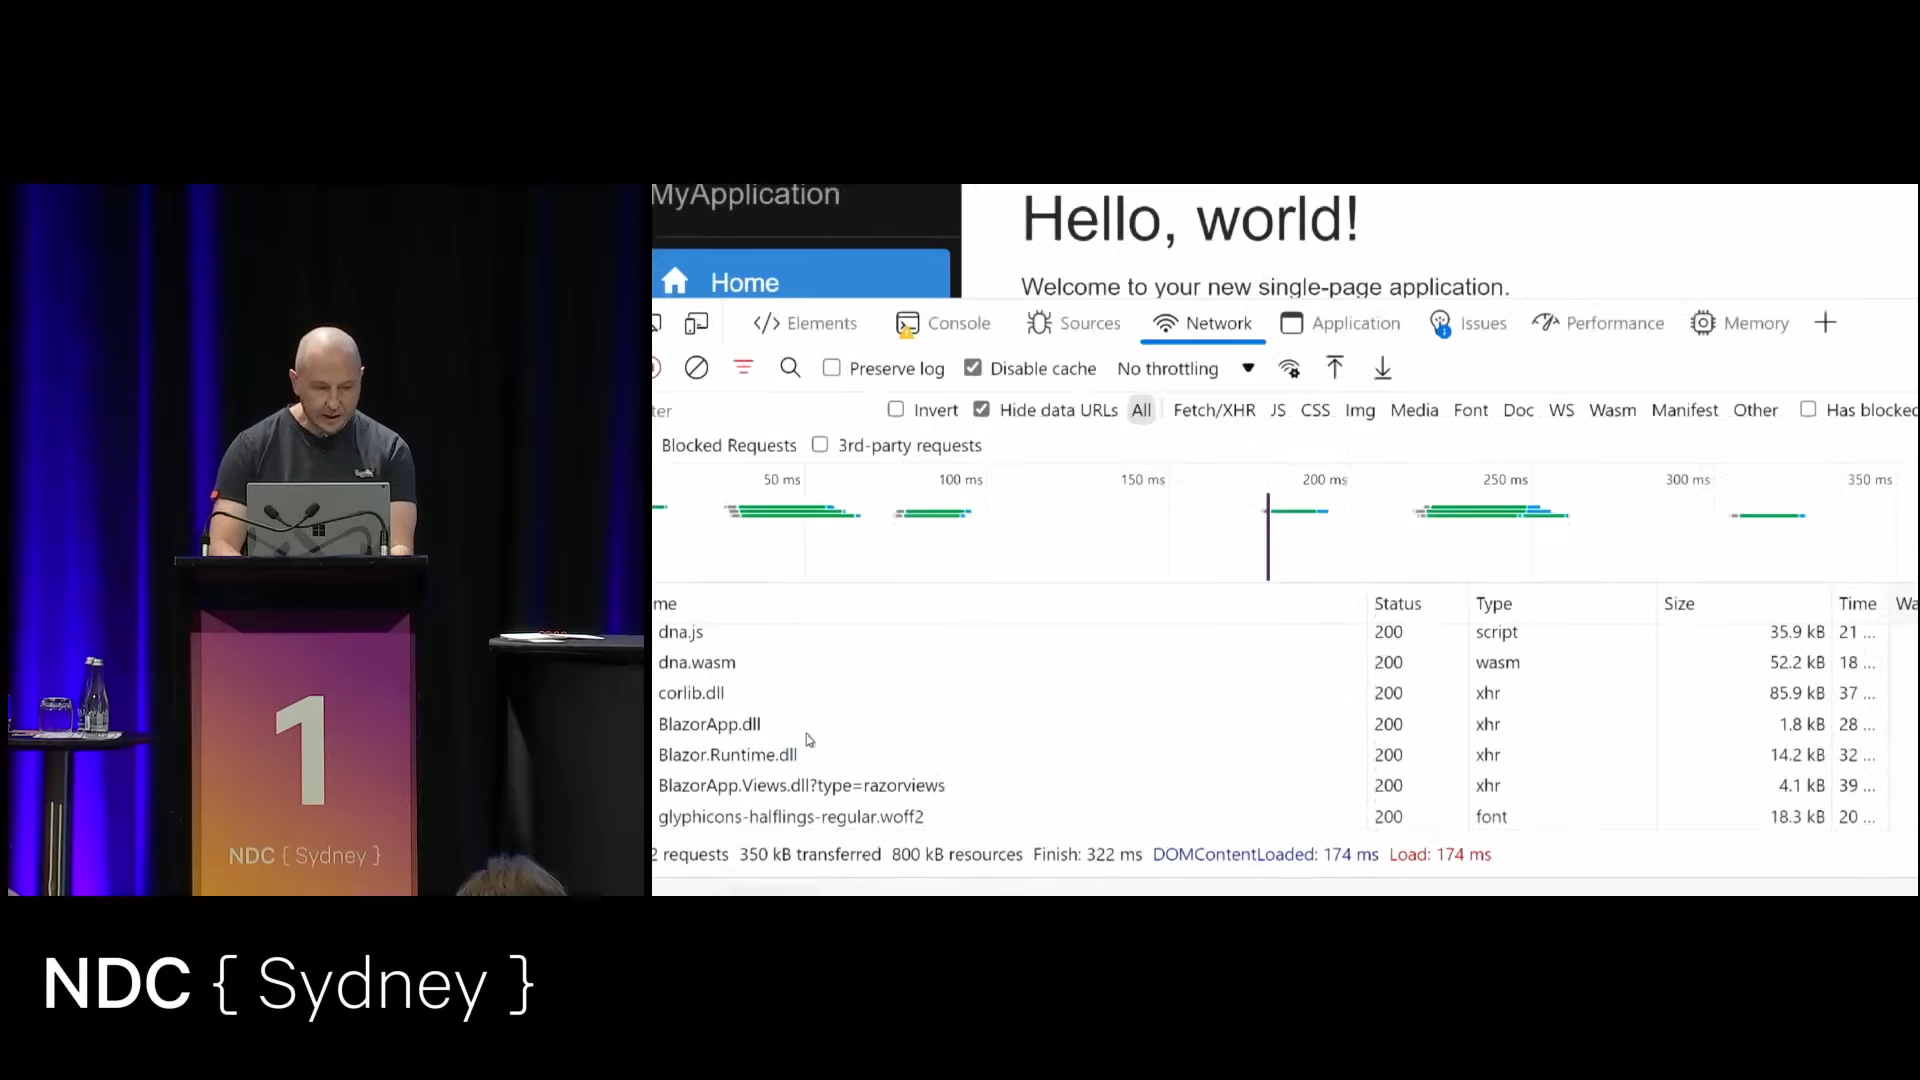 MyApplication
Hello, world!
Home
Welcome to your new single-page application.
Elements Console Sources Network Application Issues Performance Memory
Preserve log Disable cache No throttling
ter Invert Hide data URLs All Fetch/XHR JS CSS Img Media Font Doc WS Wasm Manifest Other Has blocked
Blocked Requests 3rd-party requests
50 ms 100 ms 150 ms 200 ms 250 ms 300 ms 350 ms
me Status Type Size Time Wa
dna.js 200 script 35.9 kB 21 ...
dna.wasm 200 wasm 52.2 kB 18 ...
corlib.dll 200 xhr 85.9 kB 37 ...
BlazorApp.dll 200 xhr 1.8 kB 28 ...
Blazor.Runtime.dll 200 xhr 14.2 kB 32 ...
BlazorApp.Views.dll?type=razorviews 200 xhr 4.1 kB 39 ...
glyphicons-halflings-regular.woff2 200 font 18.3 kB 20 ...
2 requests 350 kB transferred 800 kB resources Finish: 322 ms DOMContentLoaded: 174 ms Load: 174 ms
1
NDC { Sydney }
NDC { Sydney }